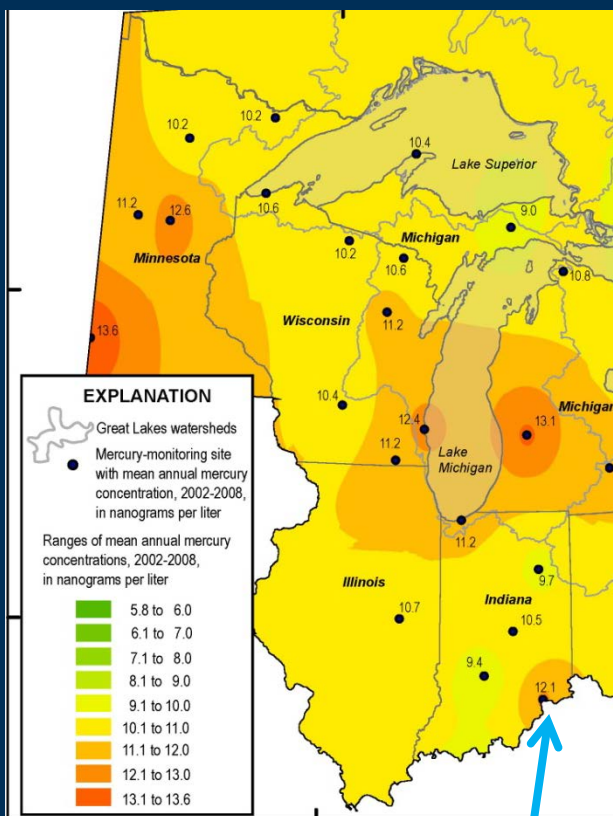 10.2
10.2
10.4
Lake Superior
10.6
11.2
12.6
9.0
Minnesota
10.2
Michigan
10.6
10.8
13.6
Wisconsin
11.2
10.4
12.4
13.1
Michigan
11.2
Lake
Michigan
11.2
Illinois
9.7
Indiana
10.7
10.5
9.4
12.1
EXPLANATION
Great Lakes watersheds
Mercury-monitoring site
with mean annual mercury
concentration, 2002-2008,
in nanograms per liter
Ranges of mean annual mercury
concentrations, 2002-2008,
in nanograms per liter
5.8 to 6.0
6.1 to 7.0
7.1 to 8.0
8.1 to 9.0
9.1 to 10.0
10.1 to 11.0
11.1 to 12.0
12.1 to 13.0
13.1 to 13.6